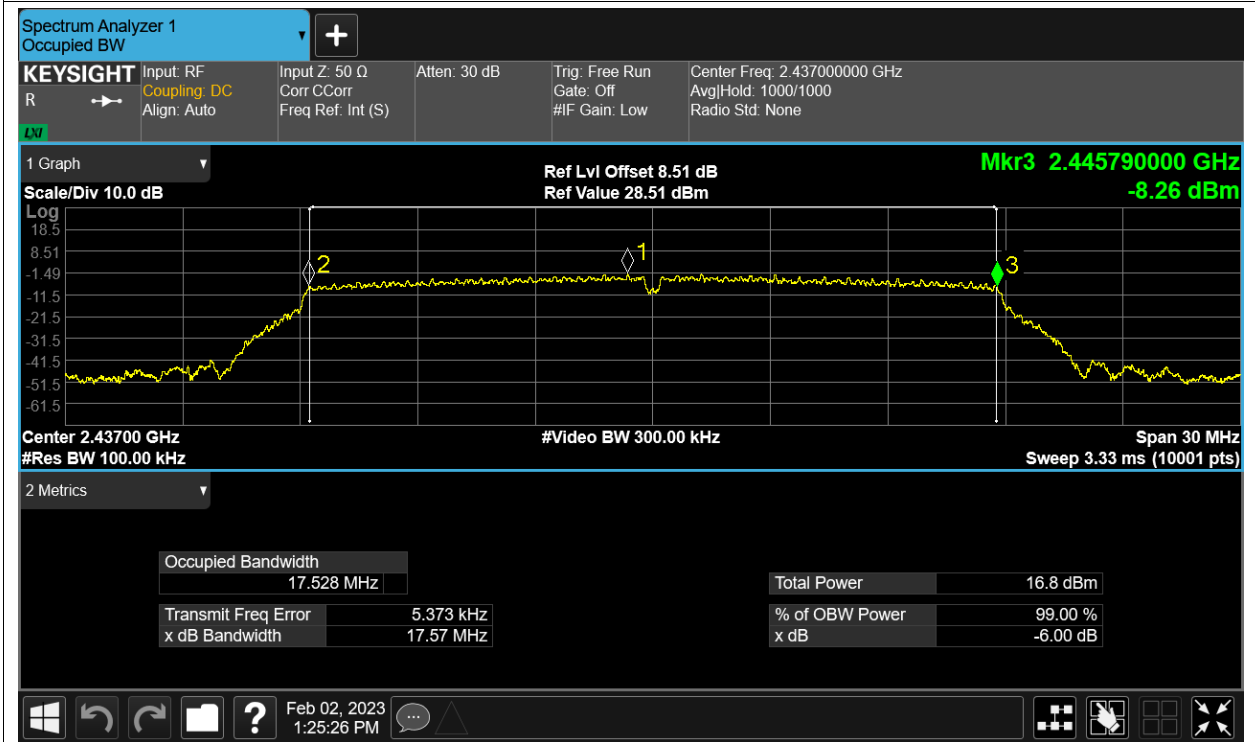 Spectrum Analyzer 1
Occupied BW
+
KEYSIGHT Input: RF Input Z: 50 Ω Atten: 30 dB Trig: Free Run Center Freq: 2.437000000 GHz
R Coupling: DC Corr CCorr Gate: Off Avg|Hold: 1000/1000
Align: Auto Freq Ref: Int (S) #IF Gain: Low Radio Std: None
LXI
1 Graph Ref Lvl Offset 8.51 dB Mkr3 2.445790000 GHz
Scale/Div 10.0 dB Ref Value 28.51 dBm -8.26 dBm
Log
18.5
8.51
-1.49
-11.5
-21.5
-31.5
-41.5
-51.5
-61.5
2
1
3
Center 2.43700 GHz #Video BW 300.00 kHz Span 30 MHz
#Res BW 100.00 kHz Sweep 3.33 ms (10001 pts)
2 Metrics
Occupied Bandwidth
17.528 MHz Total Power 16.8 dBm
Transmit Freq Error 5.373 kHz % of OBW Power 99.00 %
x dB Bandwidth 17.57 MHz x dB -6.00 dB
? Feb 02, 2023
1:25:26 PM